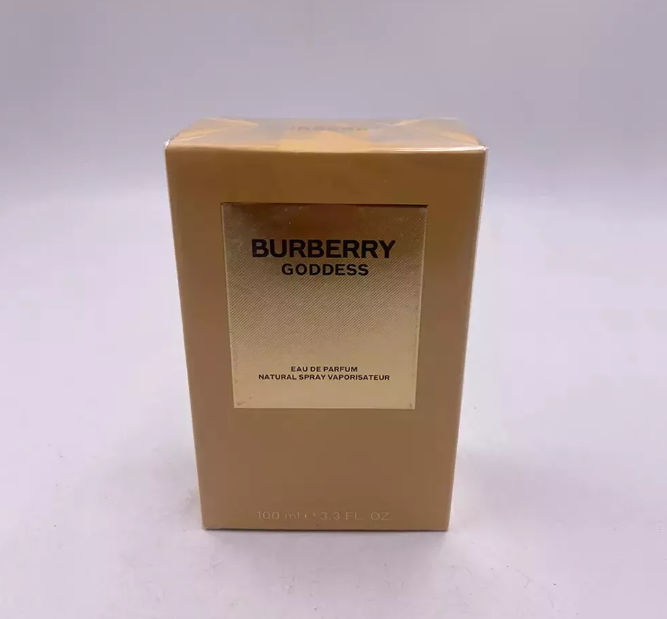 BURBERRY
GODDESS
EAU DE PARFUM
NATURAL SPRAY VAPORISATEUR
100 ml ℮ 3.3 FL. OZ.